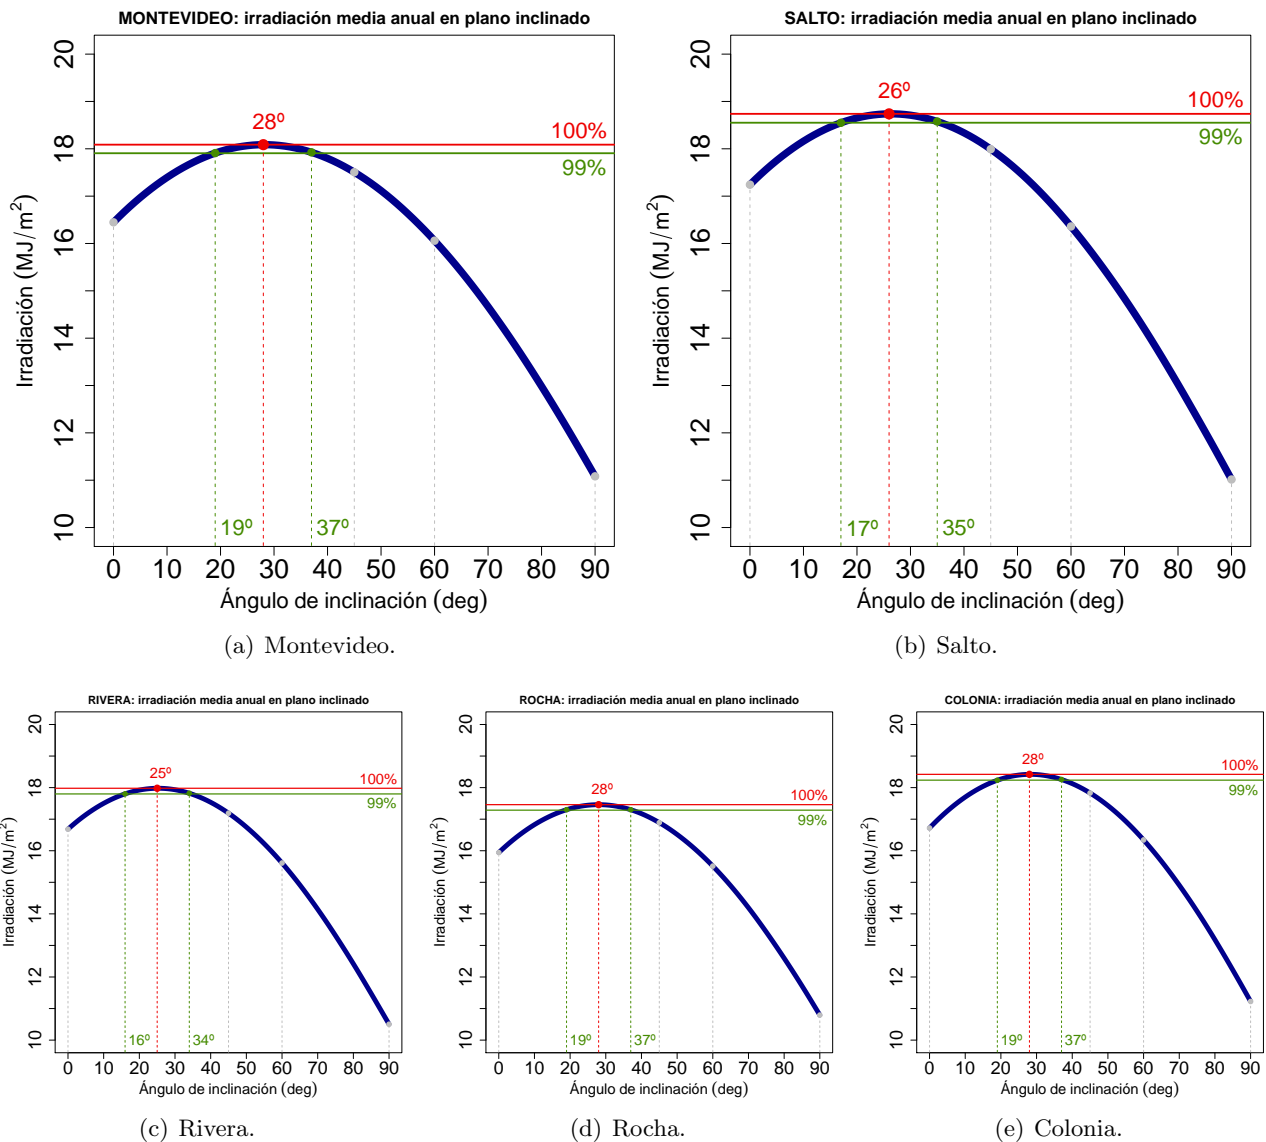 MONTEVIDEO: irradiación media anual en plano inclinado
Irradiación (MJ/m²)
20
18
16
14
12
10
28º
100%
99%
19º
37º
0 10 20 30 40 50 60 70 80 90
Ángulo de inclinación (deg)
(a) Montevideo.
SALTO: irradiación media anual en plano inclinado
Irradiación (MJ/m²)
20
18
16
14
12
10
26º
100%
99%
17º
35º
0 10 20 30 40 50 60 70 80 90
Ángulo de inclinación (deg)
(b) Salto.
RIVERA: irradiación media anual en plano inclinado
Irradiación (MJ/m²)
20
18
16
14
12
10
25º
100%
99%
16º
34º
0 10 20 30 40 50 60 70 80 90
Ángulo de inclinación (deg)
(c) Rivera.
ROCHA: irradiación media anual en plano inclinado
Irradiación (MJ/m²)
20
18
16
14
12
10
28º
100%
99%
19º
37º
0 10 20 30 40 50 60 70 80 90
Ángulo de inclinación (deg)
(d) Rocha.
COLONIA: irradiación media anual en plano inclinado
Irradiación (MJ/m²)
20
18
16
14
12
10
28º
100%
99%
19º
37º
0 10 20 30 40 50 60 70 80 90
Ángulo de inclinación (deg)
(e) Colonia.